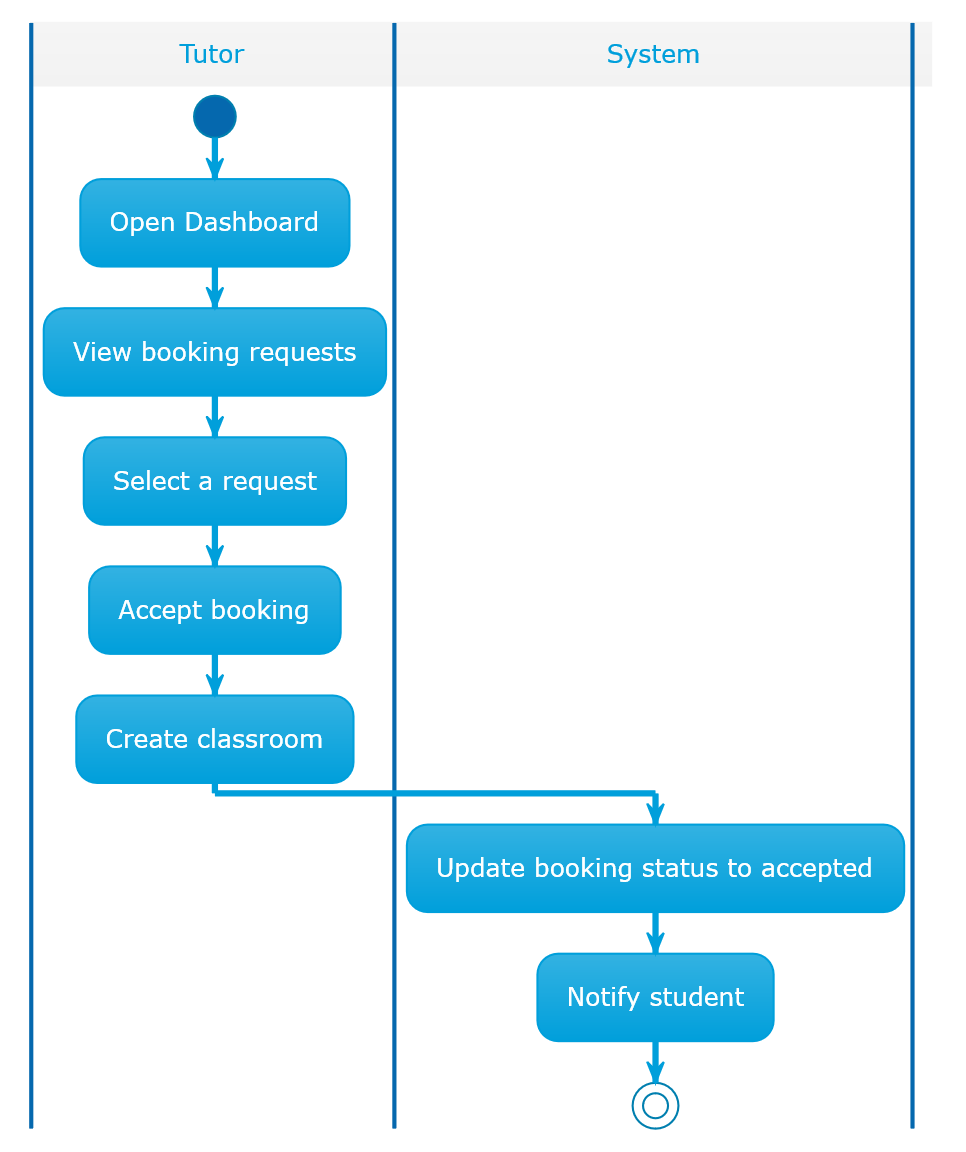 Tutor
System
Open Dashboard
View booking requests
Select a request
Accept booking
Create classroom
Update booking status to accepted
Notify student